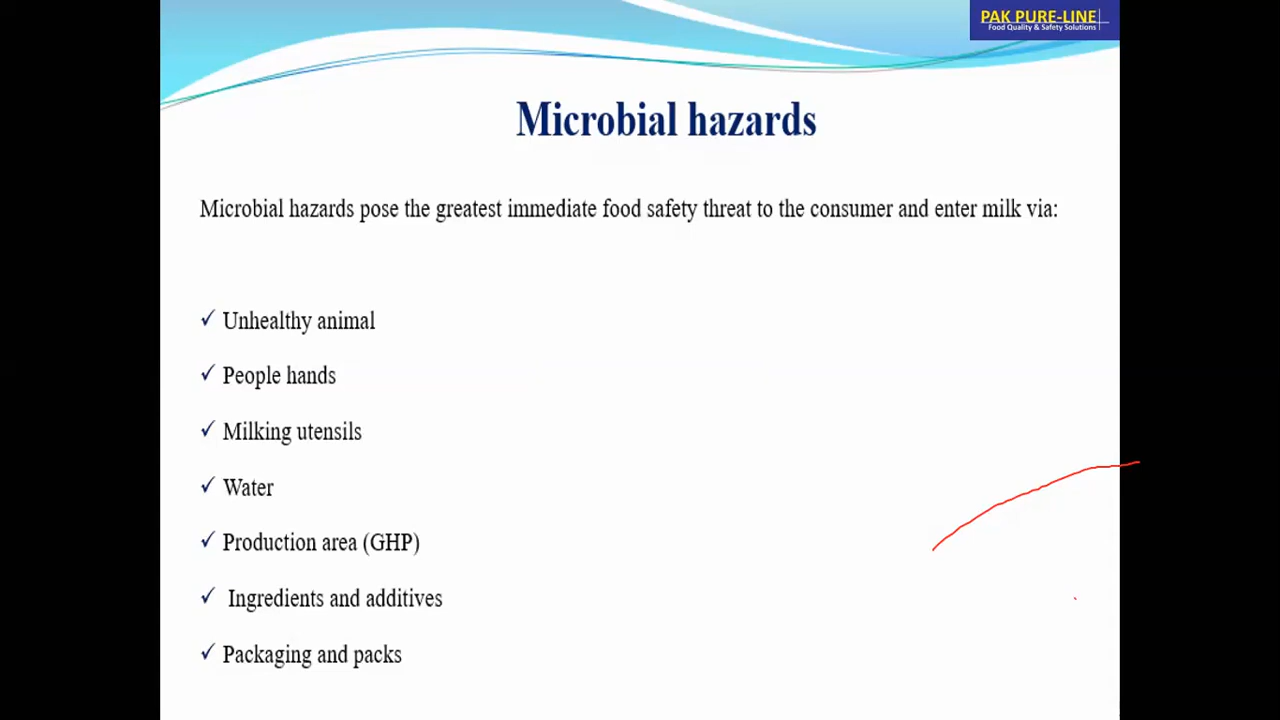 PAK PURE-LINE
Food Quality & Safety Solutions
Microbial hazards
Microbial hazards pose the greatest immediate food safety threat to the consumer and enter milk via:
✓ Unhealthy animal
✓ People hands
✓ Milking utensils
✓ Water
✓ Production area (GHP)
✓ Ingredients and additives
✓ Packaging and packs